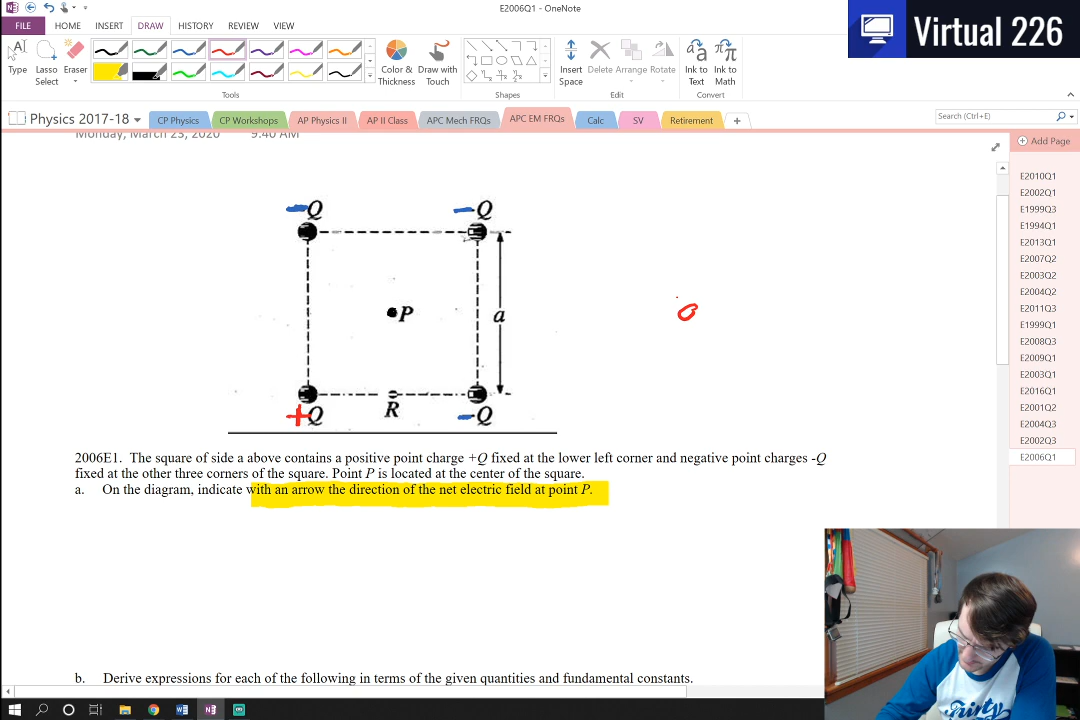 E2006Q1 - OneNote
FILE HOME INSERT DRAW HISTORY REVIEW VIEW
Virtual 226
Type
Lasso Select
Eraser
Color & Thickness
Draw with Touch
Insert Space
Delete
Arrange
Rotate
Ink to Text
Ink to Math
Tools
Shapes
Edit
Convert
Physics 2017-18
CP Physics
CP Workshops
AP Physics II
AP II Class
APC Mech FRQs
APC EM FRQs
Calc
SV
Retirement
Search (Ctrl+E)
Monday, March 23, 2020 9:40 AM
Add Page
E2010Q1
E2002Q1
E1999Q3
E1994Q1
E2013Q1
E2007Q2
E2003Q2
E2004Q2
E2011Q3
E1999Q1
E2008Q3
E2009Q1
E2003Q1
E2016Q1
E2001Q2
E2004Q3
E2002Q3
E2006Q1
-Q -Q
P
a
R
+Q -Q
2006E1. The square of side a above contains a positive point charge +Q fixed at the lower left corner and negative point charges -Q
fixed at the other three corners of the square. Point P is located at the center of the square.
a. On the diagram, indicate with an arrow the direction of the net electric field at point P.
b. Derive expressions for each of the following in terms of the given quantities and fundamental constants.